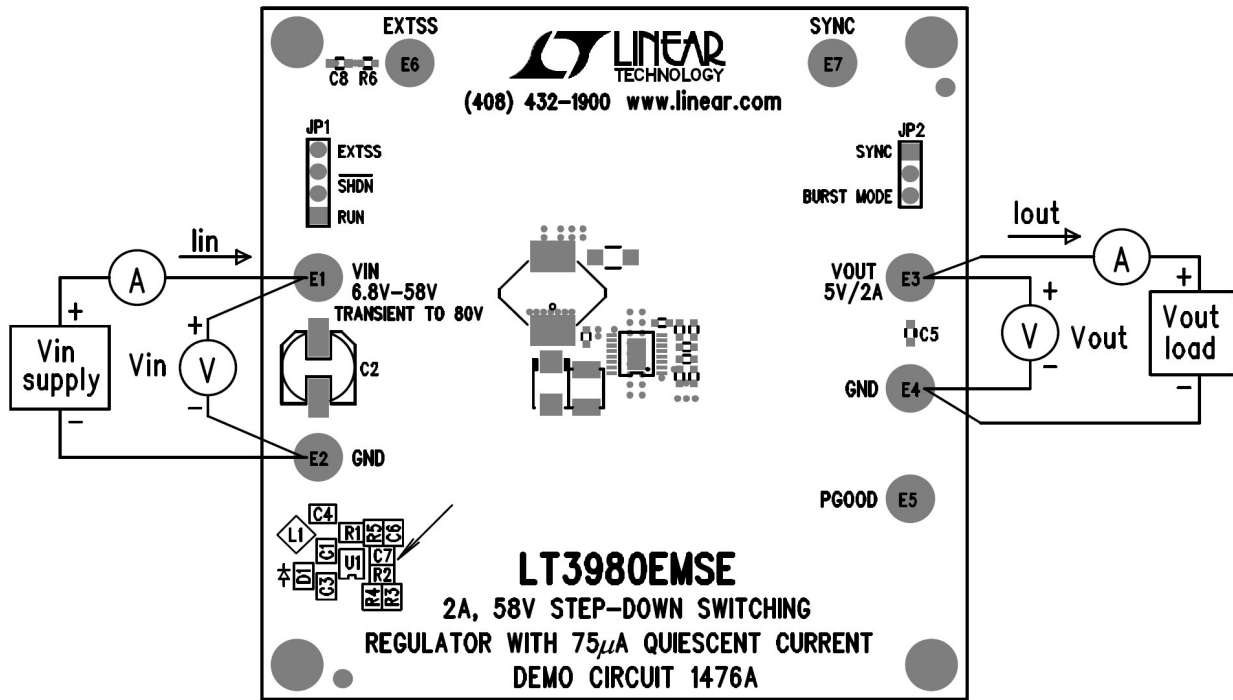 EXTSS
SYNC
E6
E7
C8 R6
LINEAR
TECHNOLOGY
(408) 432-1900 www.linear.com
JP1
EXTSS
SHDN
RUN
JP2
SYNC
BURST MODE
Iin
Iout
A
A
E1
VIN
6.8V-58V
TRANSIENT TO 80V
VOUT
5V/2A
E3
+
Vin
supply
-
Vin
+
V
-
C2
C5
+
V
-
Vout
+
Vout
load
-
GND
E4
E2
GND
PGOOD
E5
C4
L1
R1
R5
C6
C1
U1
C7
D1
C3
R2
R4
R3
LT3980EMSE
2A, 58V STEP-DOWN SWITCHING
REGULATOR WITH 75μA QUIESCENT CURRENT
DEMO CIRCUIT 1476A